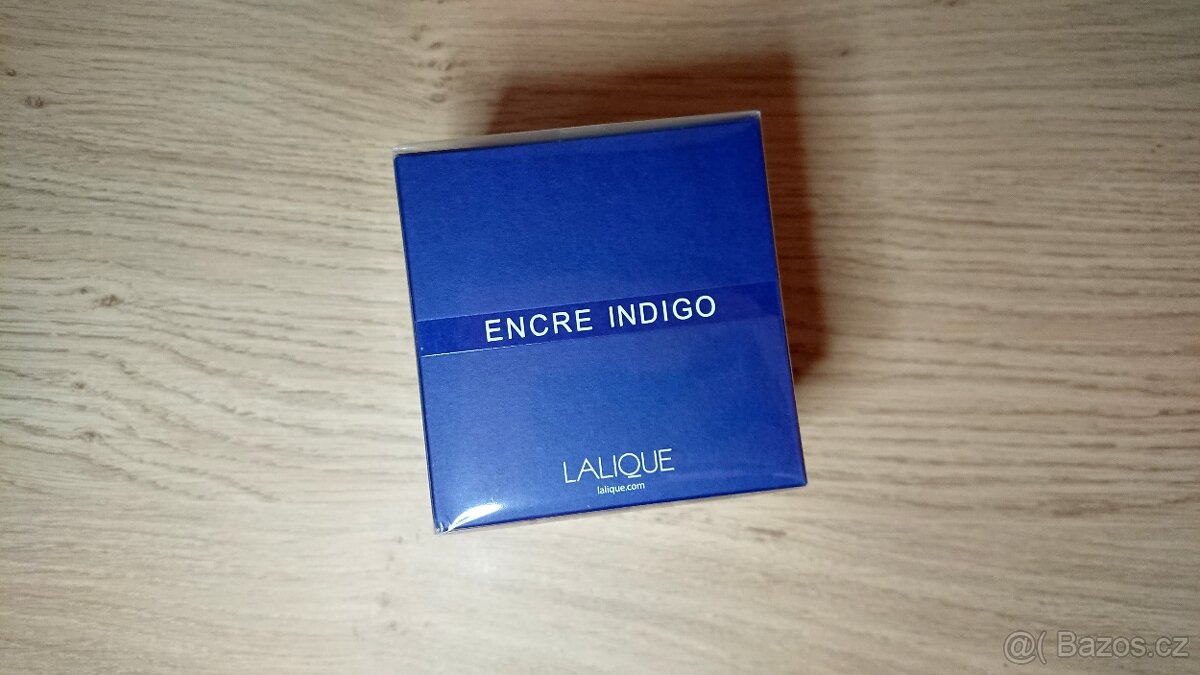 ENCRE INDIGO
LALIQUE
lalique.com
@( Bazos.cz